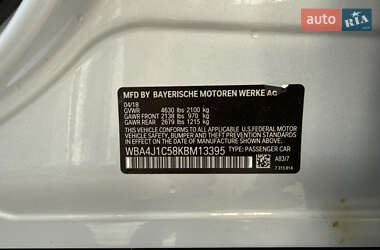 auto RIA
MFD BY BAYERISCHE MOTOREN WERKE AG
04/18
GVWR 4630 lbs 2100 kg
GAWR FRONT 2138 lbs 970 kg
GAWR REAR 2679 lbs 1215 kg
THIS VEHICLE CONFORMS TO ALL APPLICABLE U.S. FEDERAL MOTOR
VEHICLE SAFETY, BUMPER, AND THEFT PREVENTION STANDARDS
IN EFFECT ON THE DATE OF
MANUFACTURE SHOWN ABOVE.
WBA4J1C58KBM13395 TYPE: PASSENGER CAR
A83/7
7 315 814